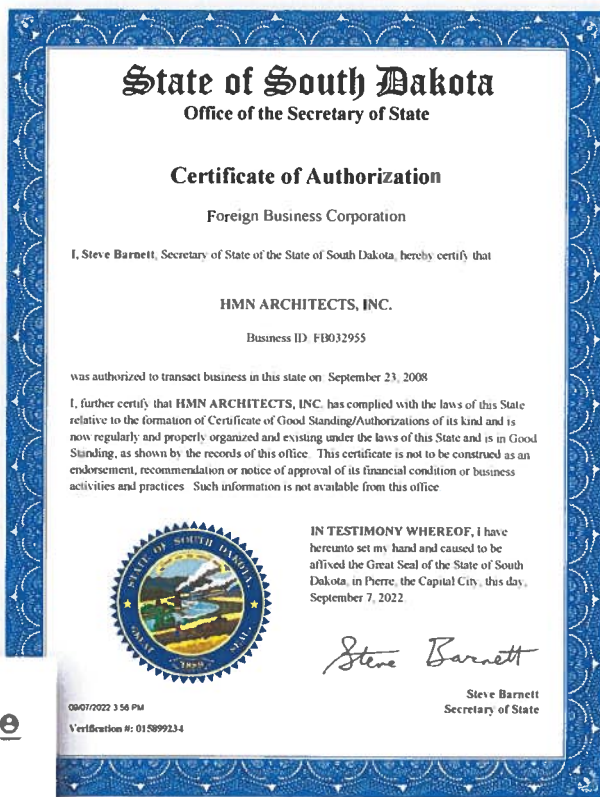 State of South Dakota
Office of the Secretary of State
Certificate of Authorization
Foreign Business Corporation
I, Steve Barnett, Secretary of State of the State of South Dakota, hereby certify that
HMN ARCHITECTS, INC.
Business ID FB032955
was authorized to transact business in this state on September 23, 2008
I, further certify that HMN ARCHITECTS, INC. has complied with the laws of this State
relative to the formation of Certificate of Good Standing/Authorizations of its kind and is
now regularly and properly organized and existing under the laws of this State and is in Good
Standing, as shown by the records of this office. This certificate is not to be construed as an
endorsement, recommendation or notice of approval of its financial condition or business
activities and practices. Such information is not available from this office
IN TESTIMONY WHEREOF, I have
hereunto set my hand and caused to be
affixed the Great Seal of the State of South
Dakota, in Pierre, the Capital City, this day,
September 7, 2022
STATE OF SOUTH DAKOTA
GREAT SEAL
1889
Steve Barnett
Steve Barnett
Secretary of State
09/07/2022 3 56 PM
Verification #: 015899234